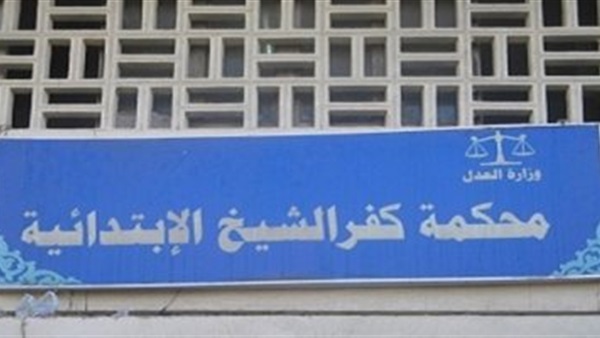 وزارة العدل
محكمة كفرالشيخ الإبتدائية